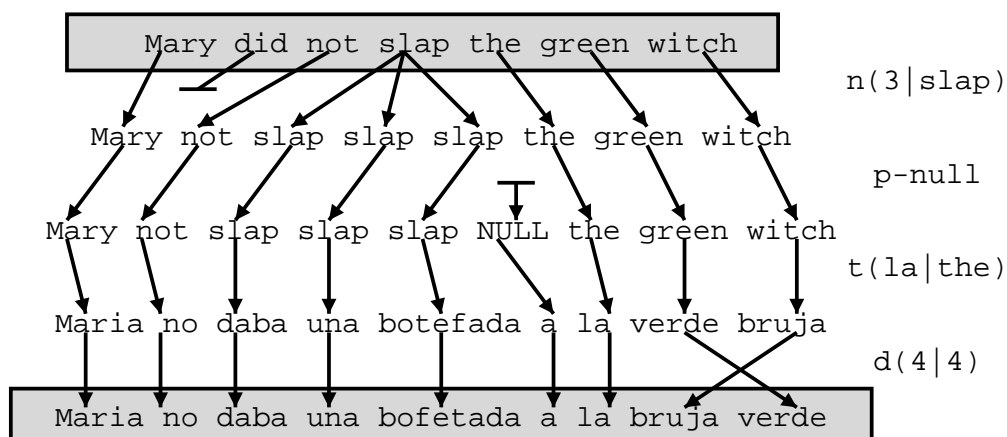 Mary did not slap the green witch
n(3|slap)
Mary not slap slap slap the green witch
p-null
Mary not slap slap slap NULL the green witch
t(la|the)
Maria no daba una botefada a la verde bruja
d(4|4)
Maria no daba una bofetada a la bruja verde